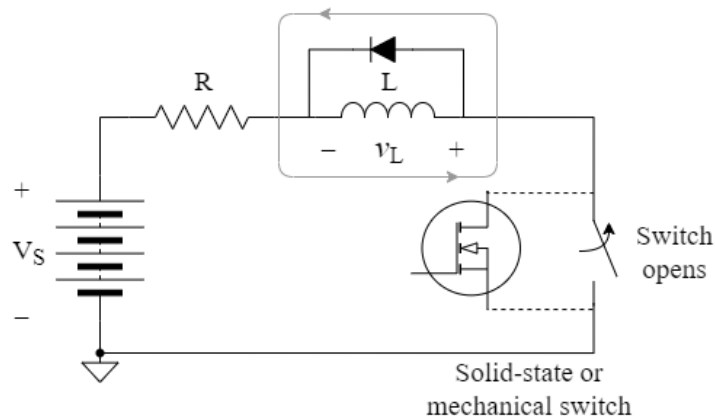 R
L
− v_L +
+
V_S
−
Switch
opens
Solid-state or
mechanical switch